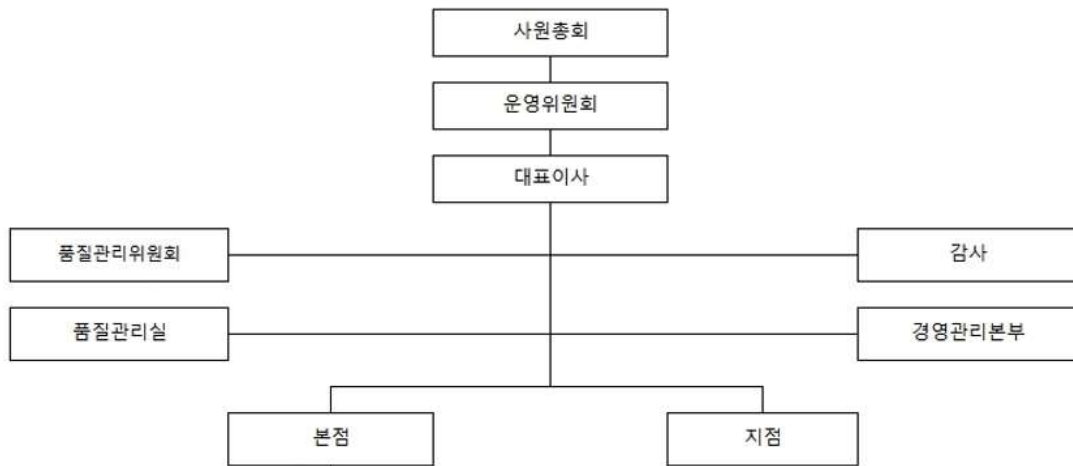 사원총회
운영위원회
대표이사
품질관리위원회
감사
품질관리실
경영관리본부
본점
지점